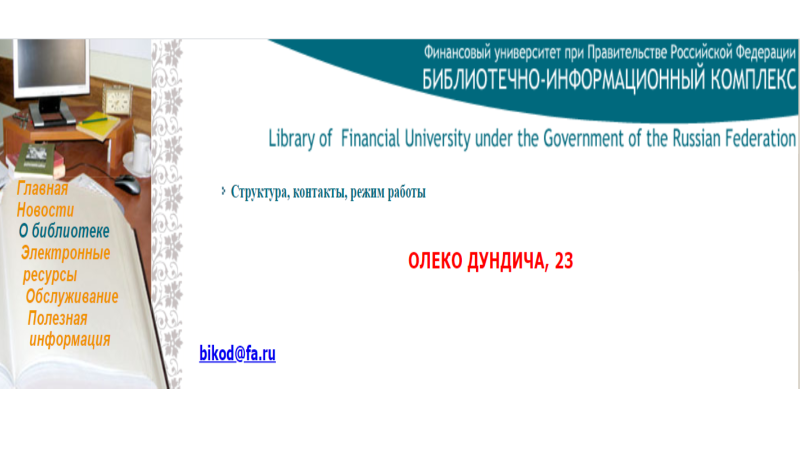 Финансовый университет при Правительстве Российской Федерации
БИБЛИОТЕЧНО-ИНФОРМАЦИОННЫЙ КОМПЛЕКС
Library of Financial University under the Government of the Russian Federation
Главная
Новости
О библиотеке
Электронные
ресурсы
Обслуживание
Полезная
информация
Структура, контакты, режим работы
ОЛЕКО ДУНДИЧА, 23
bikod@fa.ru